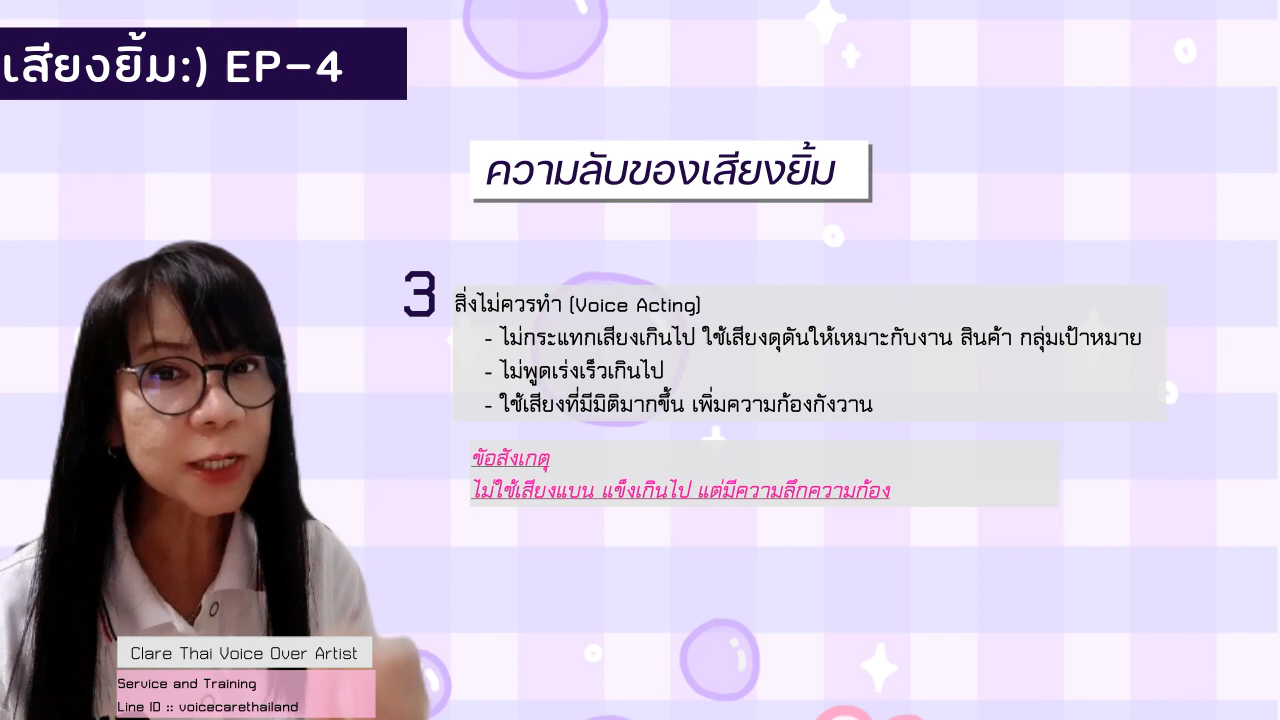 เสียงยิ้ม:) EP-4
ความลับของเสียงยิ้ม
3
สิ่งไม่ควรทำ (Voice Acting)
- ไม่กระแทกเสียงเกินไป ใช้เสียงดุดันให้เหมาะกับงาน สินค้า กลุ่มเป้าหมาย
- ไม่พูดเร่งเร็วเกินไป
- ใช้เสียงที่มีมิติมากขึ้น เพิ่มความก้องกังวาน
ข้อสังเกตุ
ไม่ใช้เสียงแบน แข็งเกินไป แต่มีความลึกความก้อง
Clare Thai Voice Over Artist
Service and Training
Line ID :: voicecarethailand